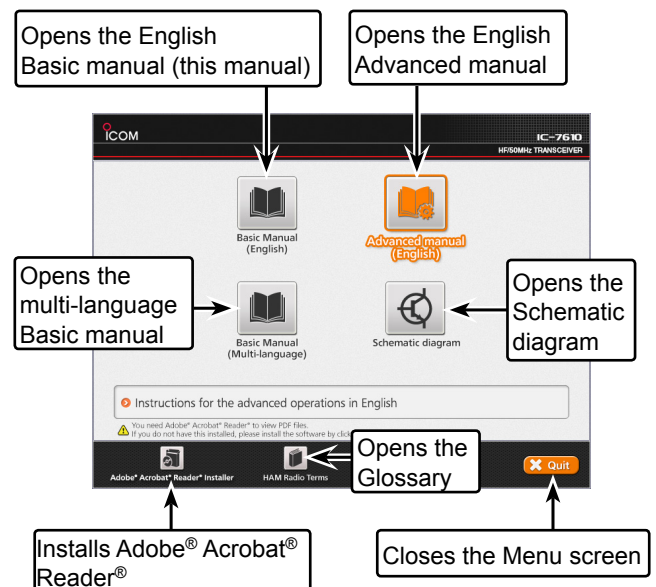 Opens the English
Basic manual (this manual)
Opens the English
Advanced manual
ICOM
IC-7610
HF/50MHz TRANSCEIVER
Basic Manual
(English)
Advanced manual
(English)
Opens the
multi-language
Basic manual
Basic Manual
(Multi-language)
Schematic diagram
Opens the
Schematic
diagram
Instructions for the advanced operations in English
You need Adobe® Acrobat® Reader® to view PDF files.
If you do not have this installed, please install the software by
Opens the
Glossary
Adobe® Acrobat® Reader® Installer
HAM Radio Terms
Quit
Installs Adobe® Acrobat®
Reader®
Closes the Menu screen